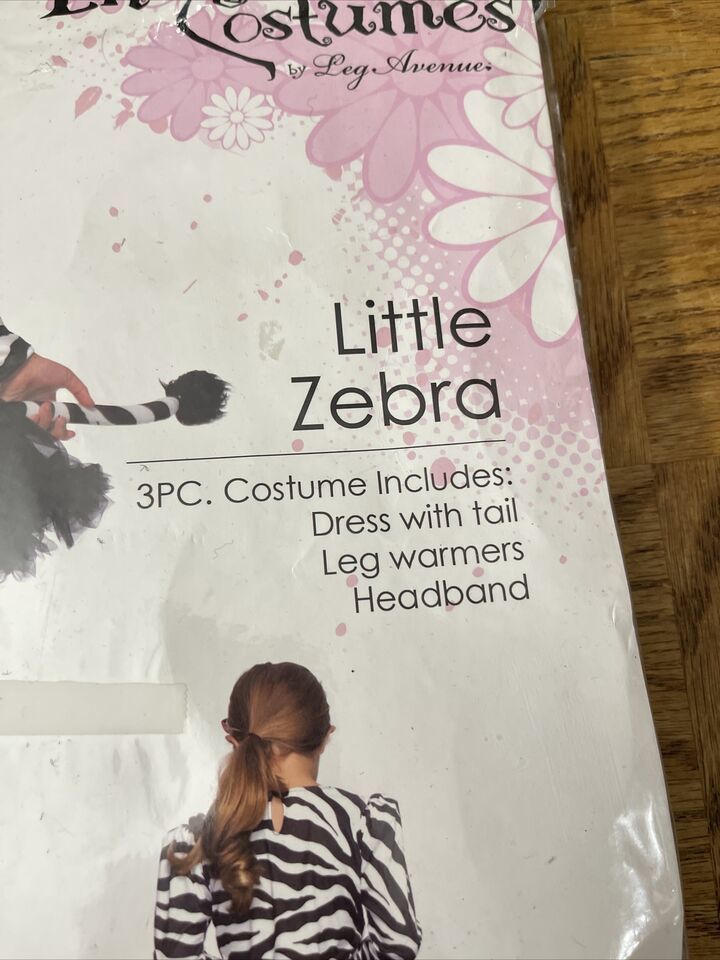 Costumes
by Leg Avenue.
Little
Zebra
3PC. Costume Includes:
Dress with tail
Leg warmers
Headband